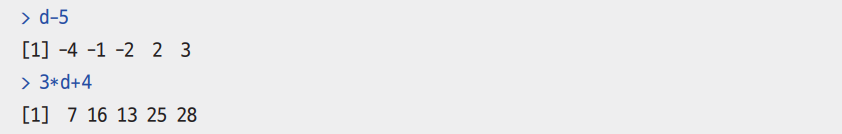 > d-5
[1] -4 -1 -2  2  3
> 3*d+4
[1]  7 16 13 25 28